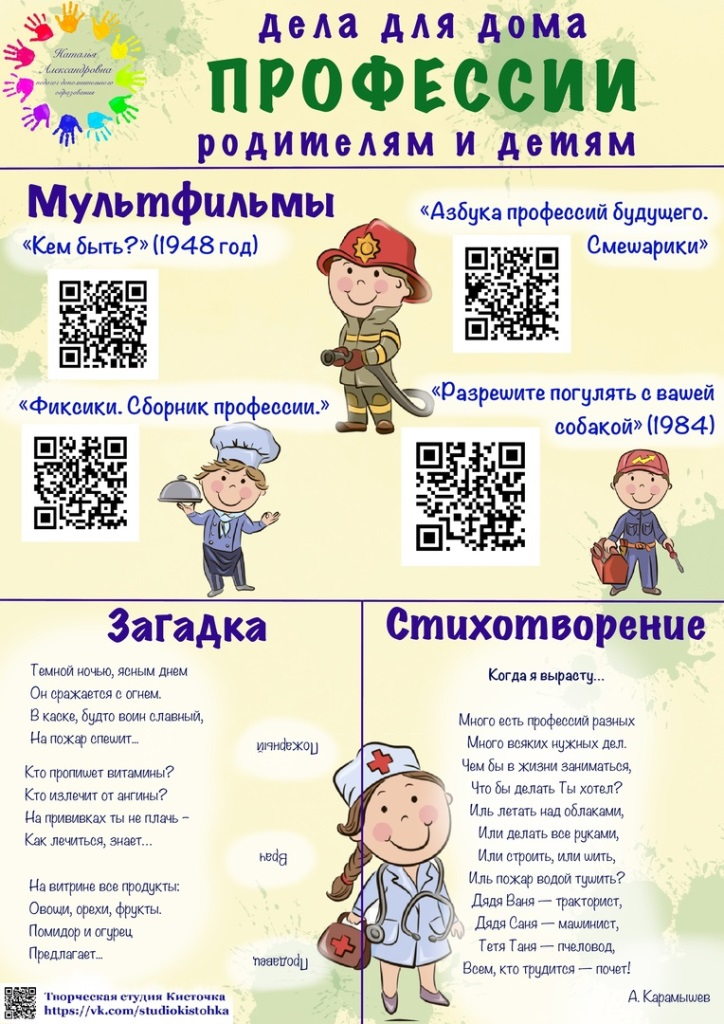 Наталья
Александровна
педагог дополнительного
образования
дела для дома
ПРОФЕССИИ
родителям и детям
Мультфильмы
«Кем быть?» (1948 год)
«Азбука профессий будущего.
Смешарики»
«Фиксики. Сборник профессии.»
«Разрешите погулять с вашей
собакой» (1984)
Загадка
Темной ночью, ясным днем
Он сражается с огнем.
В каске, будто воин славный,
На пожар спешит...
Пожарный
Кто пропишет витамины?
Кто излечит от ангины?
На прививках ты не плачь –
Как лечиться, знает...
Врач
На витрине все продукты:
Овощи, орехи, фрукты.
Помидор и огурец
Предлагает...
Продавец
Творческая студия Кисточка
https://vk.com/studiokistohka
Стихотворение
Когда я вырасту...
Много есть профессий разных
Много всяких нужных дел.
Чем бы в жизни заниматься,
Что бы делать Ты хотел?
Иль летать над облаками,
Или делать все руками,
Или строить, или шить,
Иль пожар водой тушить?
Дядя Ваня — тракторист,
Дядя Саня — машинист,
Тетя Таня — пчеловод,
Всем, кто трудится — почет!
А. Карамышев